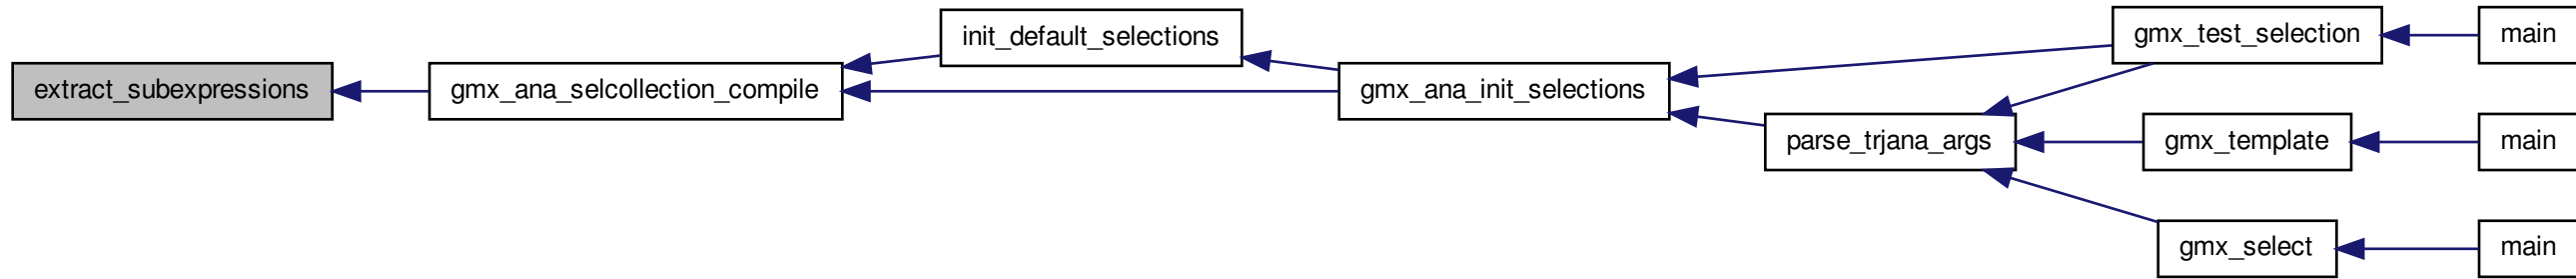 extract_subexpressions
gmx_ana_selcollection_compile
init_default_selections
gmx_ana_init_selections
parse_trjana_args
gmx_test_selection
gmx_template
gmx_select
main
main
main